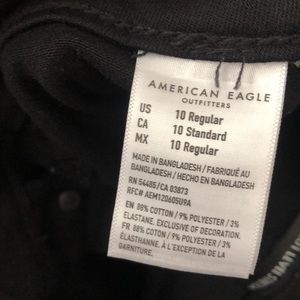 AMERICAN EAGLE
OUTFITTERS
US 10 Regular
CA 10 Standard
MX 10 Regular
MADE IN BANGLADESH / FABRIQUÉ AU
BANGLADESH / HECHO EN BANGLADESH
RN 54485/CA 03873
RFC# AEM120605U9A
EN: 88% COTTON / 9% POLYESTER / 3%
ELASTANE. EXCLUSIVE OF DECORATION.
FR: 88% COTON / 9% POLYESTER / 3%
ÉLASTHANNE. À L'EXCEPTION DE LA
GARNITURE.